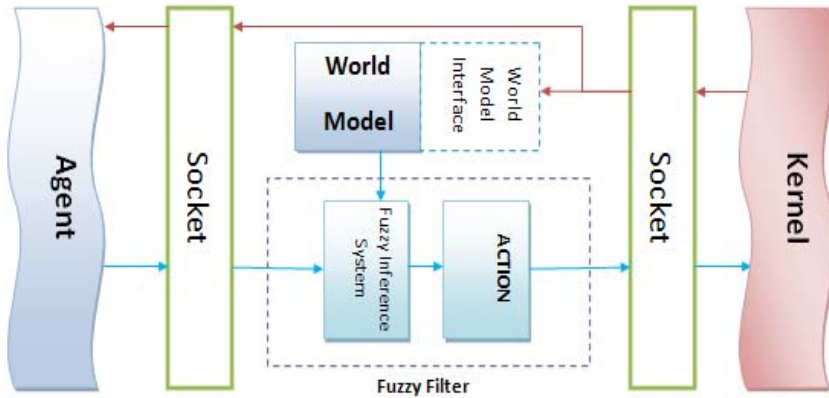 Agent
Socket
World
Model
World
Model
Interface
Fuzzy Inference
System
ACTION
Fuzzy Filter
Socket
Kernel